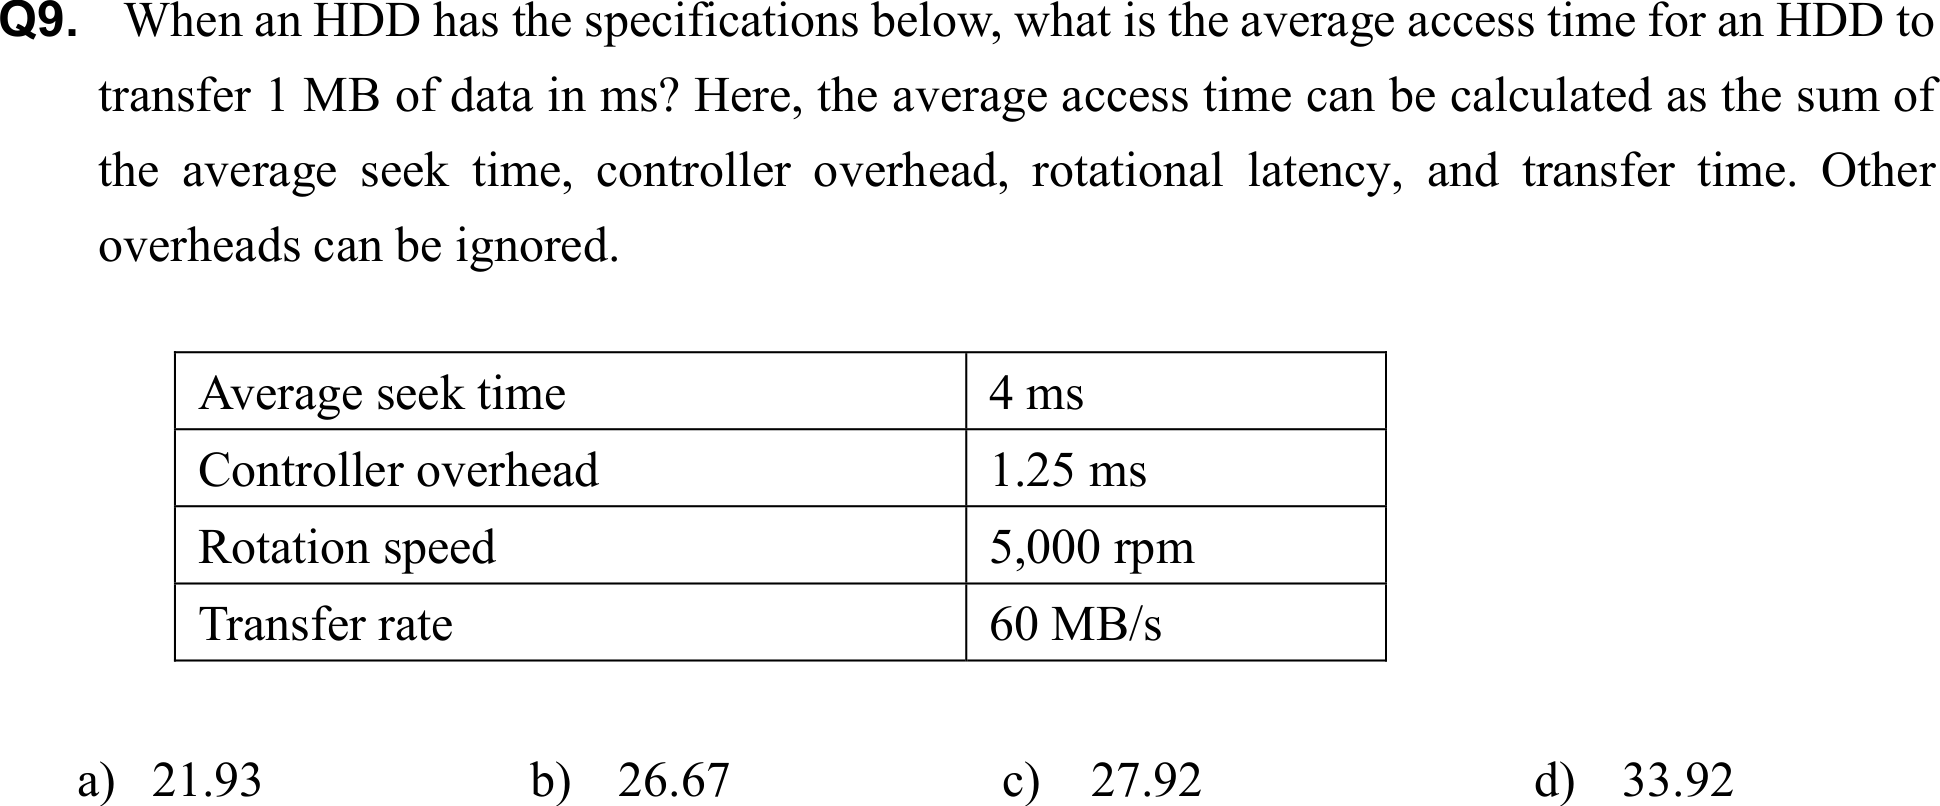 Q9. When an HDD has the specifications below, what is the average access time for an HDD to
transfer 1 MB of data in ms? Here, the average access time can be calculated as the sum of
the average seek time, controller overhead, rotational latency, and transfer time. Other
overheads can be ignored.
Average seek time 4 ms
Controller overhead 1.25 ms
Rotation speed 5,000 rpm
Transfer rate 60 MB/s
a) 21.93 b) 26.67 c) 27.92 d) 33.92